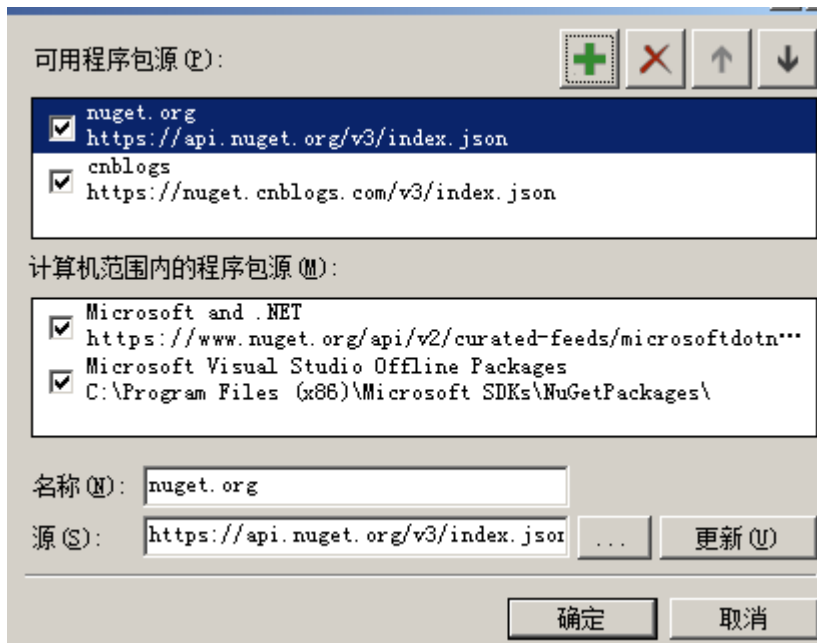 可用程序包源(P):
nuget.org
https://api.nuget.org/v3/index.json
cnblogs
https://nuget.cnblogs.com/v3/index.json
计算机范围内的程序包源(M):
Microsoft and .NET
https://www.nuget.org/api/v2/curated-feeds/microsoftdotn…
Microsoft Visual Studio Offline Packages
C:\Program Files (x86)\Microsoft SDKs\NuGetPackages\
名称(N): nuget.org
源(S): https://api.nuget.org/v3/index.json ... 更新(U)
确定 取消